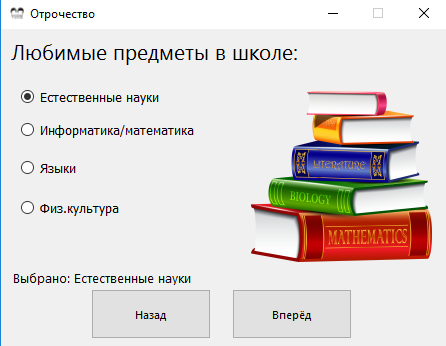 Отрочество
Любимые предметы в школе:
Естественные науки
Информатика/математика
Языки
Физ.культура
LITERATURE
BIOLOGY
MATHEMATICS
Выбрано: Естественные науки
Назад
Вперёд